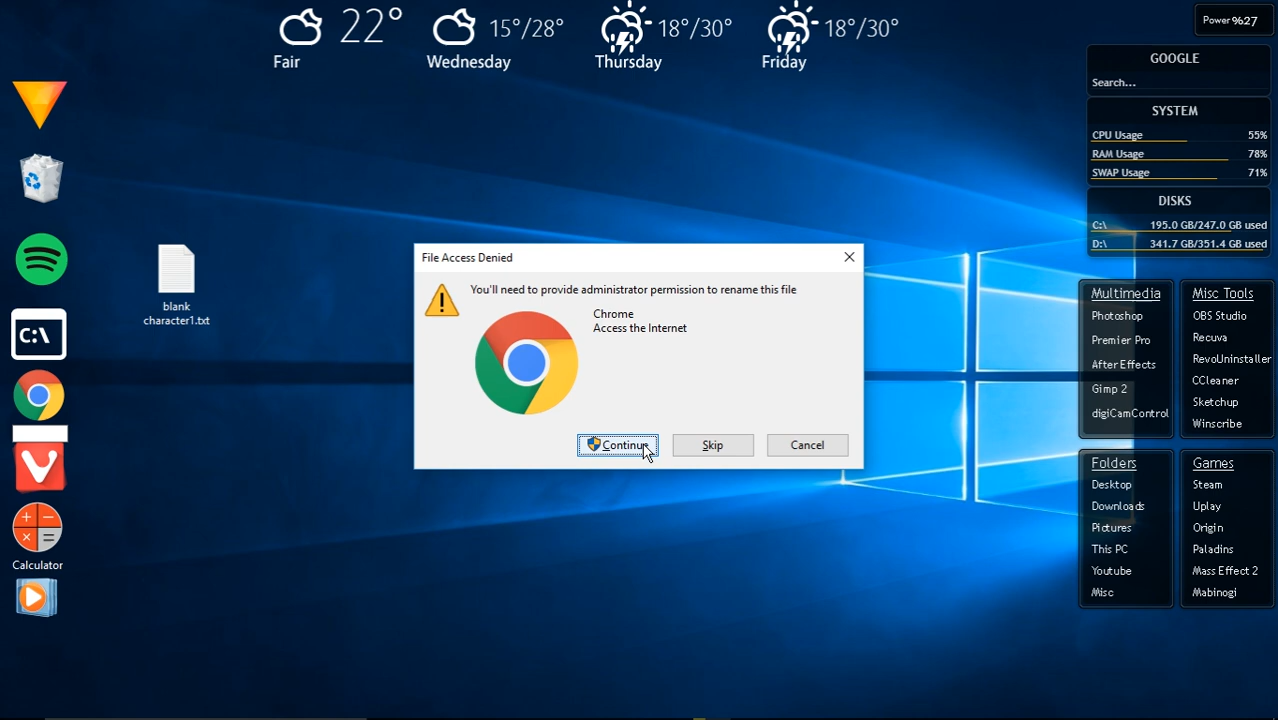 22°
Fair
15°/28°
Wednesday
18°/30°
Thursday
18°/30°
Friday
Power%27
GOOGLE
Search...
SYSTEM
CPU Usage 55%
RAM Usage 78%
SWAP Usage 71%
DISKS
C:\ 195.0 GB/247.0 GB used
D:\ 341.7 GB/351.4 GB used
Multimedia
Photoshop
Premier Pro
After Effects
Gimp 2
digiCamControl
Misc Tools
OBS Studio
Recuva
RevoUninstaller
CCleaner
Sketchup
Winscribe
Folders
Desktop
Downloads
Pictures
This PC
Youtube
Misc
Games
Steam
Uplay
Origin
Paladins
Mass Effect 2
Mabinogi
blank
character1.txt
C:\
Calculator
File Access Denied
You'll need to provide administrator permission to rename this file
Chrome
Access the Internet
Continue
Skip
Cancel